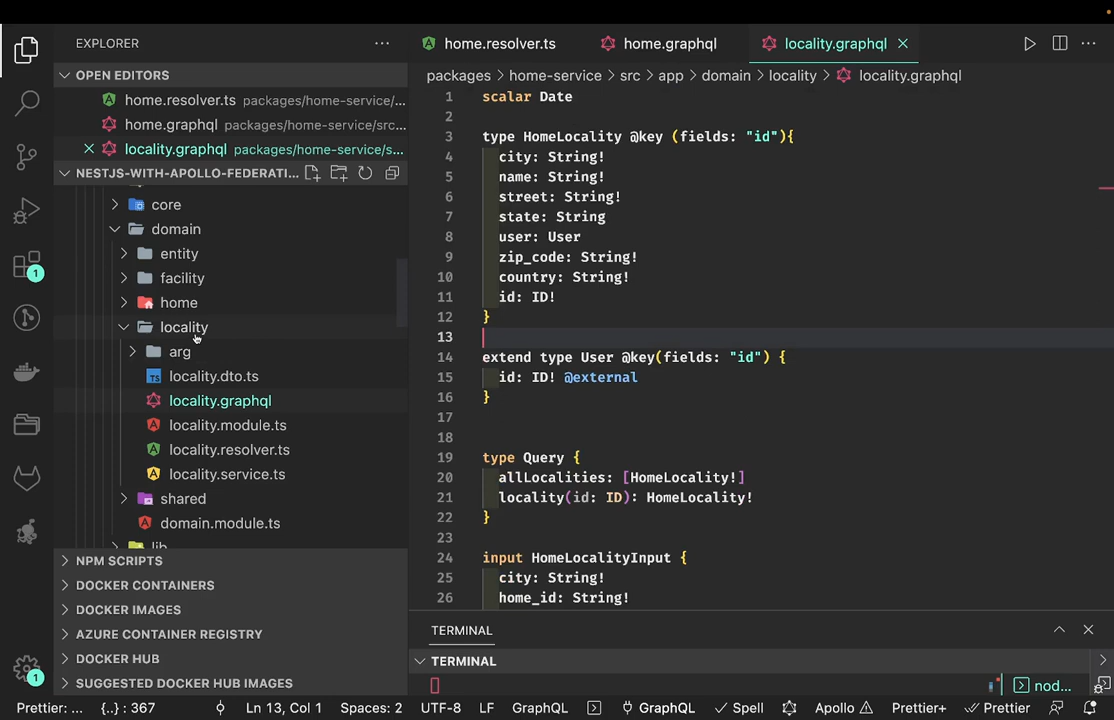 EXPLORER
OPEN EDITORS
home.resolver.ts packages/home-service/...
home.graphql packages/home-service/src...
locality.graphql packages/home-service/s...
NESTJS-WITH-APOLLO-FEDERATI...
core
domain
entity
facility
home
locality
arg
locality.dto.ts
locality.graphql
locality.module.ts
locality.resolver.ts
locality.service.ts
shared
domain.module.ts
lib
NPM SCRIPTS
DOCKER CONTAINERS
DOCKER IMAGES
AZURE CONTAINER REGISTRY
DOCKER HUB
SUGGESTED DOCKER HUB IMAGES
1
1
home.resolver.ts home.graphql locality.graphql
packages > home-service > src > app > domain > locality > locality.graphql
1 scalar Date
2
3 type HomeLocality @key (fields: "id"){
4 city: String!
5 name: String!
6 street: String!
7 state: String
8 user: User
9 zip_code: String!
10 country: String!
11 id: ID!
12 }
13
14 extend type User @key(fields: "id") {
15 id: ID! @external
16 }
17
18
19 type Query {
20 allLocalities: [HomeLocality!]
21 locality(id: ID): HomeLocality!
22 }
23
24 input HomeLocalityInput {
25 city: String!
26 home_id: String!
TERMINAL
TERMINAL
nod...
Prettier: ... {..} : 367 Ln 13, Col 1 Spaces: 2 UTF-8 LF GraphQL GraphQL Spell Apollo Prettier+ Prettier